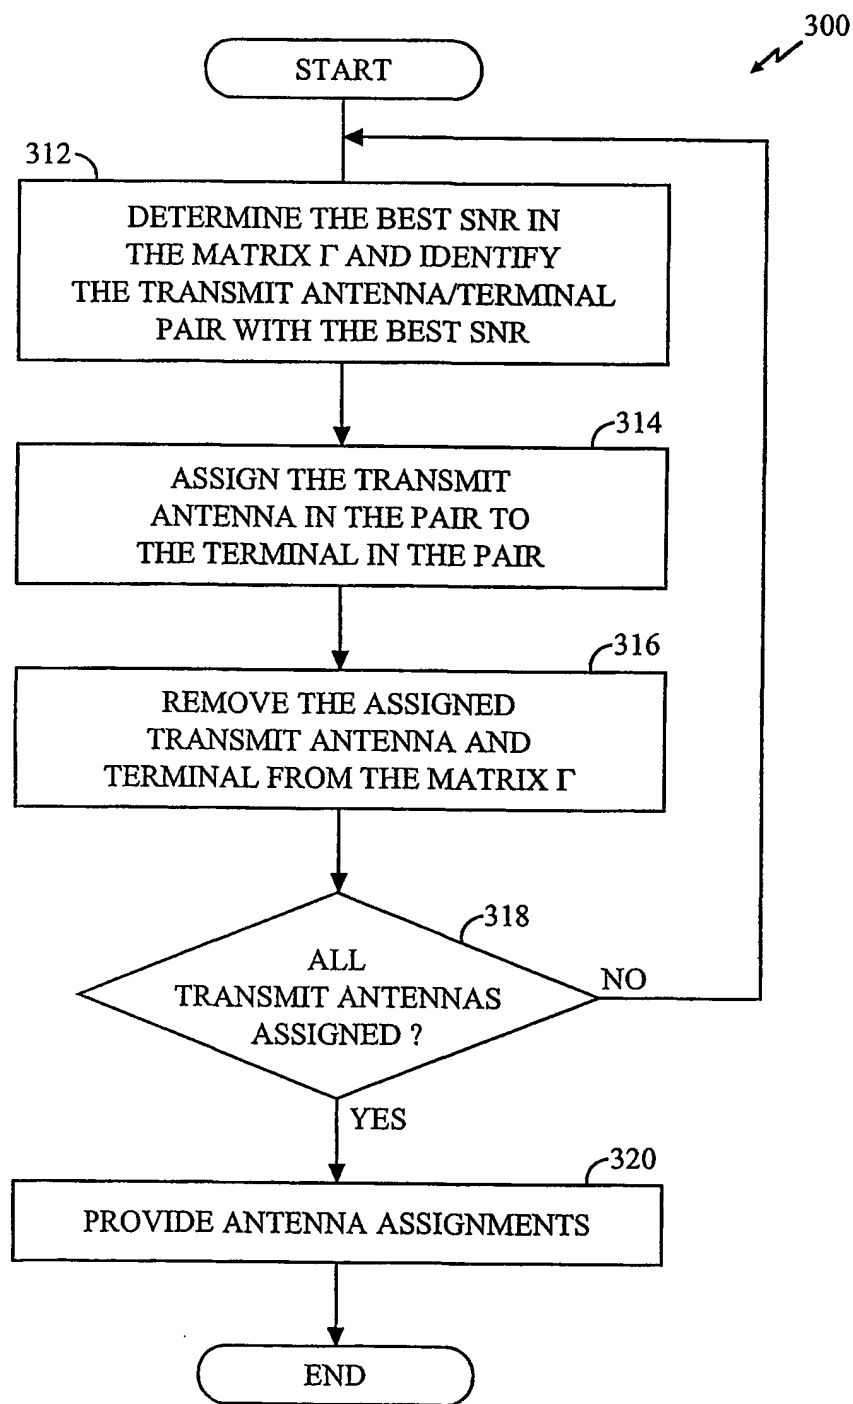 300
START
312
DETERMINE THE BEST SNR IN
THE MATRIX Γ AND IDENTIFY
THE TRANSMIT ANTENNA/TERMINAL
PAIR WITH THE BEST SNR
314
ASSIGN THE TRANSMIT
ANTENNA IN THE PAIR TO
THE TERMINAL IN THE PAIR
316
REMOVE THE ASSIGNED
TRANSMIT ANTENNA AND
TERMINAL FROM THE MATRIX Γ
318
ALL
TRANSMIT ANTENNAS
ASSIGNED ?
NO
YES
320
PROVIDE ANTENNA ASSIGNMENTS
END